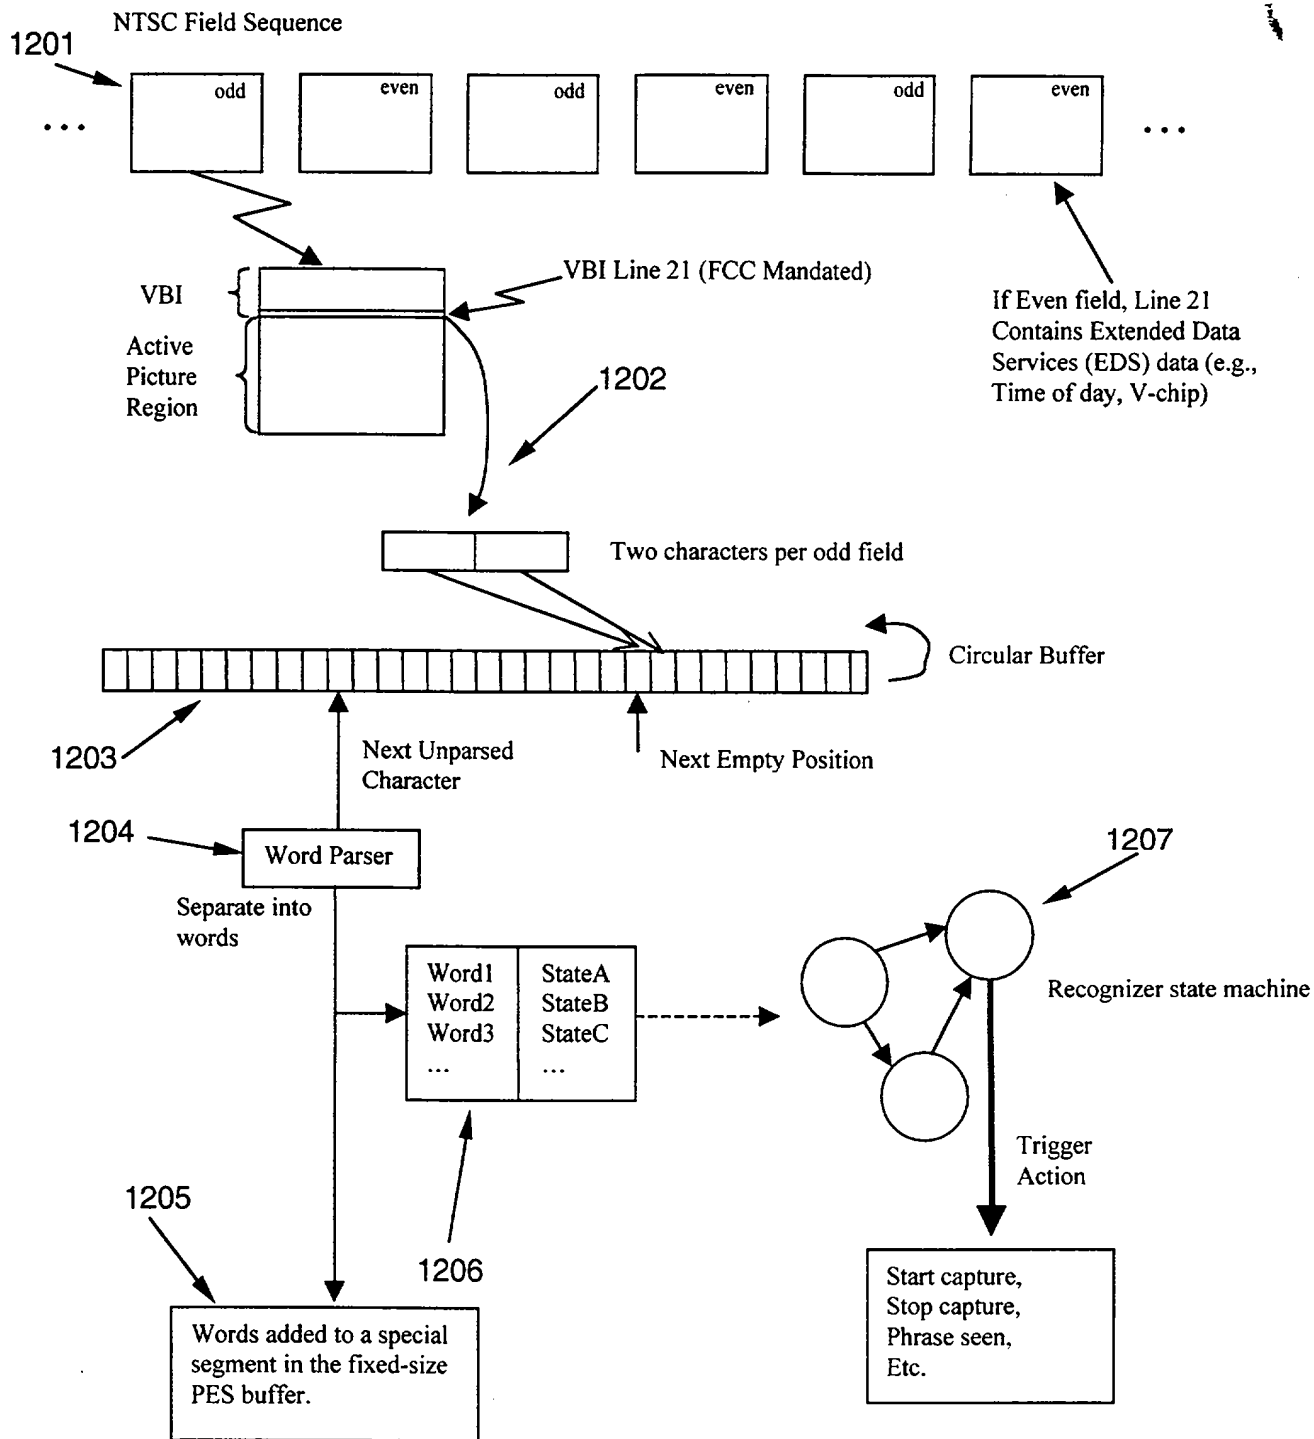 NTSC Field Sequence
1201
odd
even
odd
even
odd
even
...
...
VBI
VBI Line 21 (FCC Mandated)
Active
Picture
Region
If Even field, Line 21
Contains Extended Data
Services (EDS) data (e.g.,
Time of day, V-chip)
1202
Two characters per odd field
Circular Buffer
1203
Next Unparsed
Character
Next Empty Position
1204
Word Parser
1207
Separate into
words
Word1 StateA
Word2 StateB
Word3 StateC
... ...
Recognizer state machine
Trigger
Action
1205
1206
Words added to a special
segment in the fixed-size
PES buffer.
Start capture,
Stop capture,
Phrase seen,
Etc.